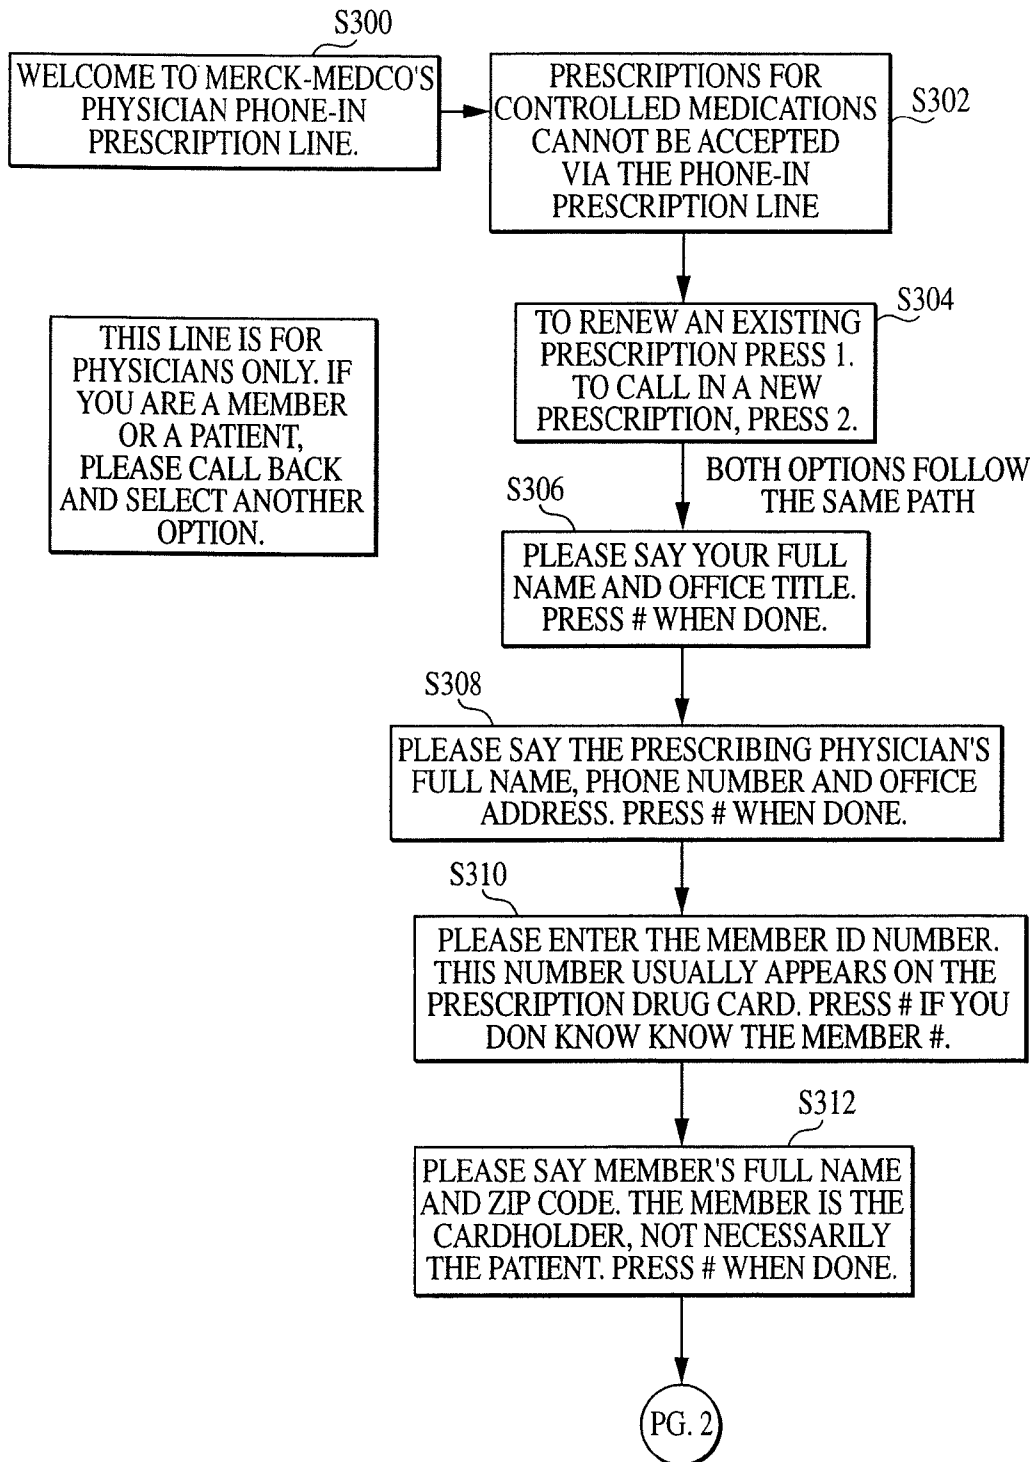 S300
WELCOME TO MERCK-MEDCO'S
PHYSICIAN PHONE-IN
PRESCRIPTION LINE.
PRESCRIPTIONS FOR
CONTROLLED MEDICATIONS
CANNOT BE ACCEPTED
VIA THE PHONE-IN
PRESCRIPTION LINE
S302
THIS LINE IS FOR
PHYSICIANS ONLY. IF
YOU ARE A MEMBER
OR A PATIENT,
PLEASE CALL BACK
AND SELECT ANOTHER
OPTION.
S304
TO RENEW AN EXISTING
PRESCRIPTION PRESS 1.
TO CALL IN A NEW
PRESCRIPTION, PRESS 2.
BOTH OPTIONS FOLLOW
THE SAME PATH
S306
PLEASE SAY YOUR FULL
NAME AND OFFICE TITLE.
PRESS # WHEN DONE.
S308
PLEASE SAY THE PRESCRIBING PHYSICIAN'S
FULL NAME, PHONE NUMBER AND OFFICE
ADDRESS. PRESS # WHEN DONE.
S310
PLEASE ENTER THE MEMBER ID NUMBER.
THIS NUMBER USUALLY APPEARS ON THE
PRESCRIPTION DRUG CARD. PRESS # IF YOU
DON KNOW KNOW THE MEMBER #.
S312
PLEASE SAY MEMBER'S FULL NAME
AND ZIP CODE. THE MEMBER IS THE
CARDHOLDER, NOT NECESSARILY
THE PATIENT. PRESS # WHEN DONE.
PG. 2